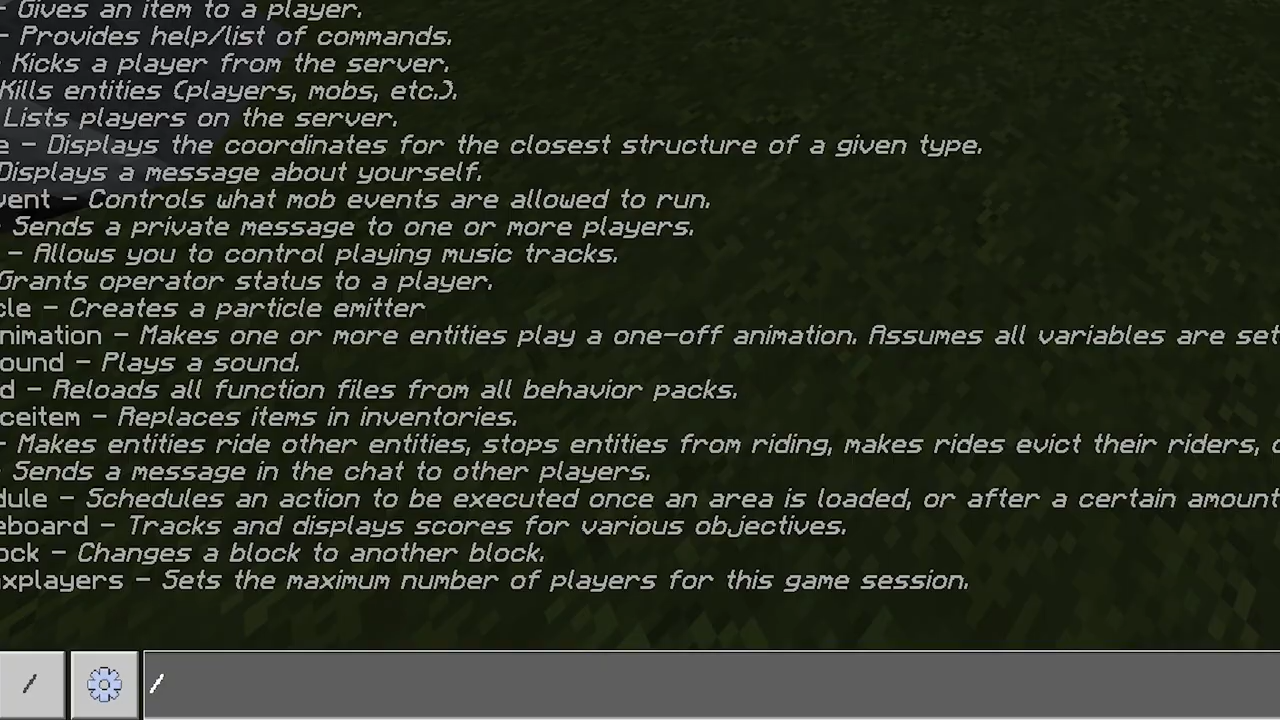 - Gives an item to a player.
- Provides help/list of commands.
Kicks a player from the server.
Kills entities (players, mobs, etc.).
Lists players on the server.
e - Displays the coordinates for the closest structure of a given type.
Displays a message about yourself.
vent - Controls what mob events are allowed to run.
Sends a private message to one or more players.
- Allows you to control playing music tracks.
Grants operator status to a player.
cle - Creates a particle emitter
nimation - Makes one or more entities play a one-off animation. Assumes all variables are set
ound - Plays a sound.
d - Reloads all function files from all behavior packs.
ceitem - Replaces items in inventories.
- Makes entities ride other entities, stops entities from riding, makes rides evict their riders,
Sends a message in the chat to other players.
dule - Schedules an action to be executed once an area is loaded, or after a certain amount
eboard - Tracks and displays scores for various objectives.
ock - Changes a block to another block.
xplayers - Sets the maximum number of players for this game session.
/ /